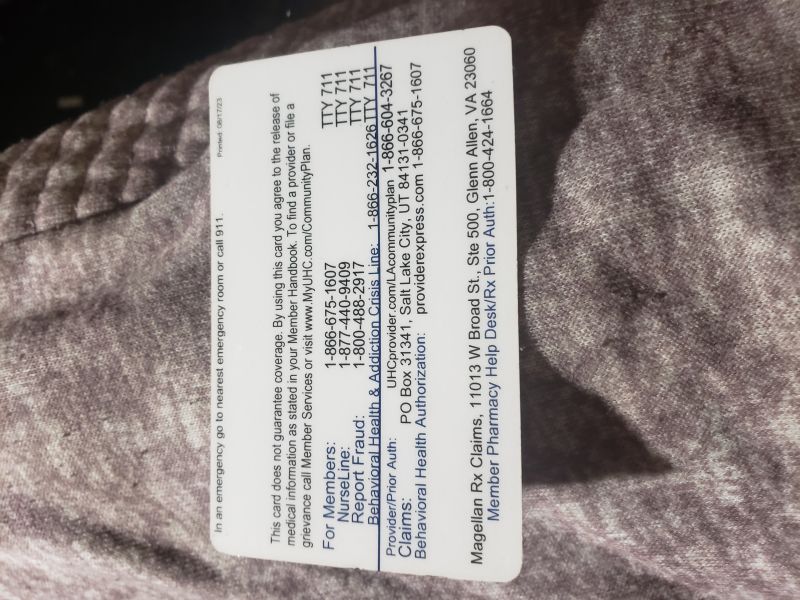 In an emergency go to nearest emergency room or call 911. Printed: 08/17/23
This card does not guarantee coverage. By using this card you agree to the release of
medical information as stated in your Member Handbook. To find a provider or file a
grievance call Member Services or visit www.MyUHC.com/CommunityPlan.
For Members: 1-866-675-1607 TTY 711
NurseLine: 1-877-440-9409 TTY 711
Report Fraud: 1-800-488-2917 TTY 711
Behavioral Health & Addiction Crisis Line: 1-866-232-1626 TTY 711
Provider/Prior Auth: UHCprovider.com/LAcommunityplan 1-866-604-3267
Claims: PO Box 31341, Salt Lake City, UT 84131-0341
Behavioral Health Authorization: providerexpress.com 1-866-675-1607
Magellan Rx Claims, 11013 W Broad St., Ste 500, Glenn Allen, VA 23060
Member Pharmacy Help Desk/Rx Prior Auth:1-800-424-1664